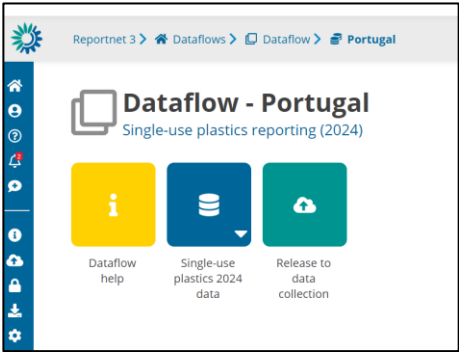 Reportnet 3 > Dataflows > Dataflow > Portugal
Dataflow - Portugal
Single-use plastics reporting (2024)
Dataflow help
Single-use plastics 2024 data
Release to data collection